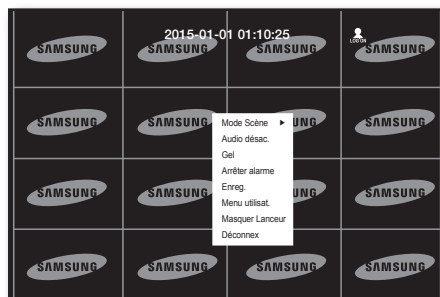 2015-01-01 01:10:25
LOG ON
SAMSUNG SAMSUNG SAMSUNG SAMSUNG
SAMSUNG SAMSUNG SAMSUNG
Mode Scène ▶
Audio désac.
Gel
Arrêter alarme
Enreg.
Menu utilisat.
Masquer Lanceur
Déconnex
SAMSUNG SAMSUNG SAMSUNG
SAMSUNG SAMSUNG SAMSUNG SAMSUNG